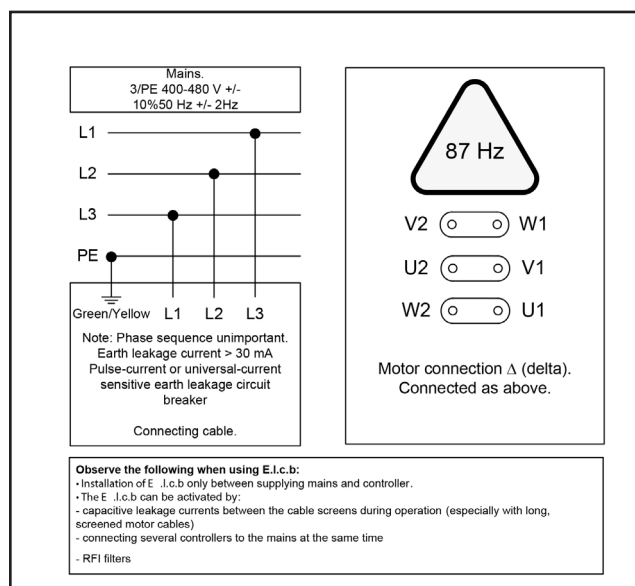 Mains.
3/PE 400-480 V +/-
10%50 Hz +/- 2Hz
L1
L2
L3
PE
Green/Yellow L1 L2 L3
Note: Phase sequence unimportant.
Earth leakage current > 30 mA
Pulse-current or universal-current
sensitive earth leakage circuit
breaker
Connecting cable.
87 Hz
V2 W1
U2 V1
W2 U1
Motor connection Δ (delta).
Connected as above.
Observe the following when using E.l.c.b:
• Installation of E .l.c.b only between supplying mains and controller.
• The E .l.c.b can be activated by:
- capacitive leakage currents between the cable screens during operation (especially with long,
screened motor cables)
- connecting several controllers to the mains at the same time
- RFI filters